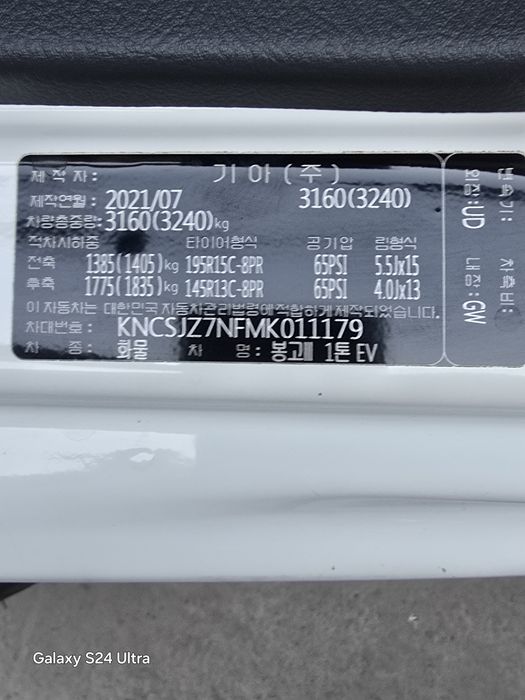 제 작 자 : 기 아 ( 주 )
제작연월 : 2021/07 3160(3240)
차량총중량: 3160(3240)kg
적차시하중 타이어형식 공기압 림형식
전축 1385(1405)kg 195R15C-8PR 65PSI 5.5Jx15
후축 1775(1835)kg 145R13C-8PR 65PSI 4.0Jx13
이 자동차는 대한민국 자동차관리법령에 적합하게 제작되었습니다.
차대번호 : KNCSJZ7NFMK011179
차 종 : 화물 차 명 : 봉고Ⅲ 1톤 EV
변속기 :
외장 : UD
차축비 :
내장 : GW
Galaxy S24 Ultra